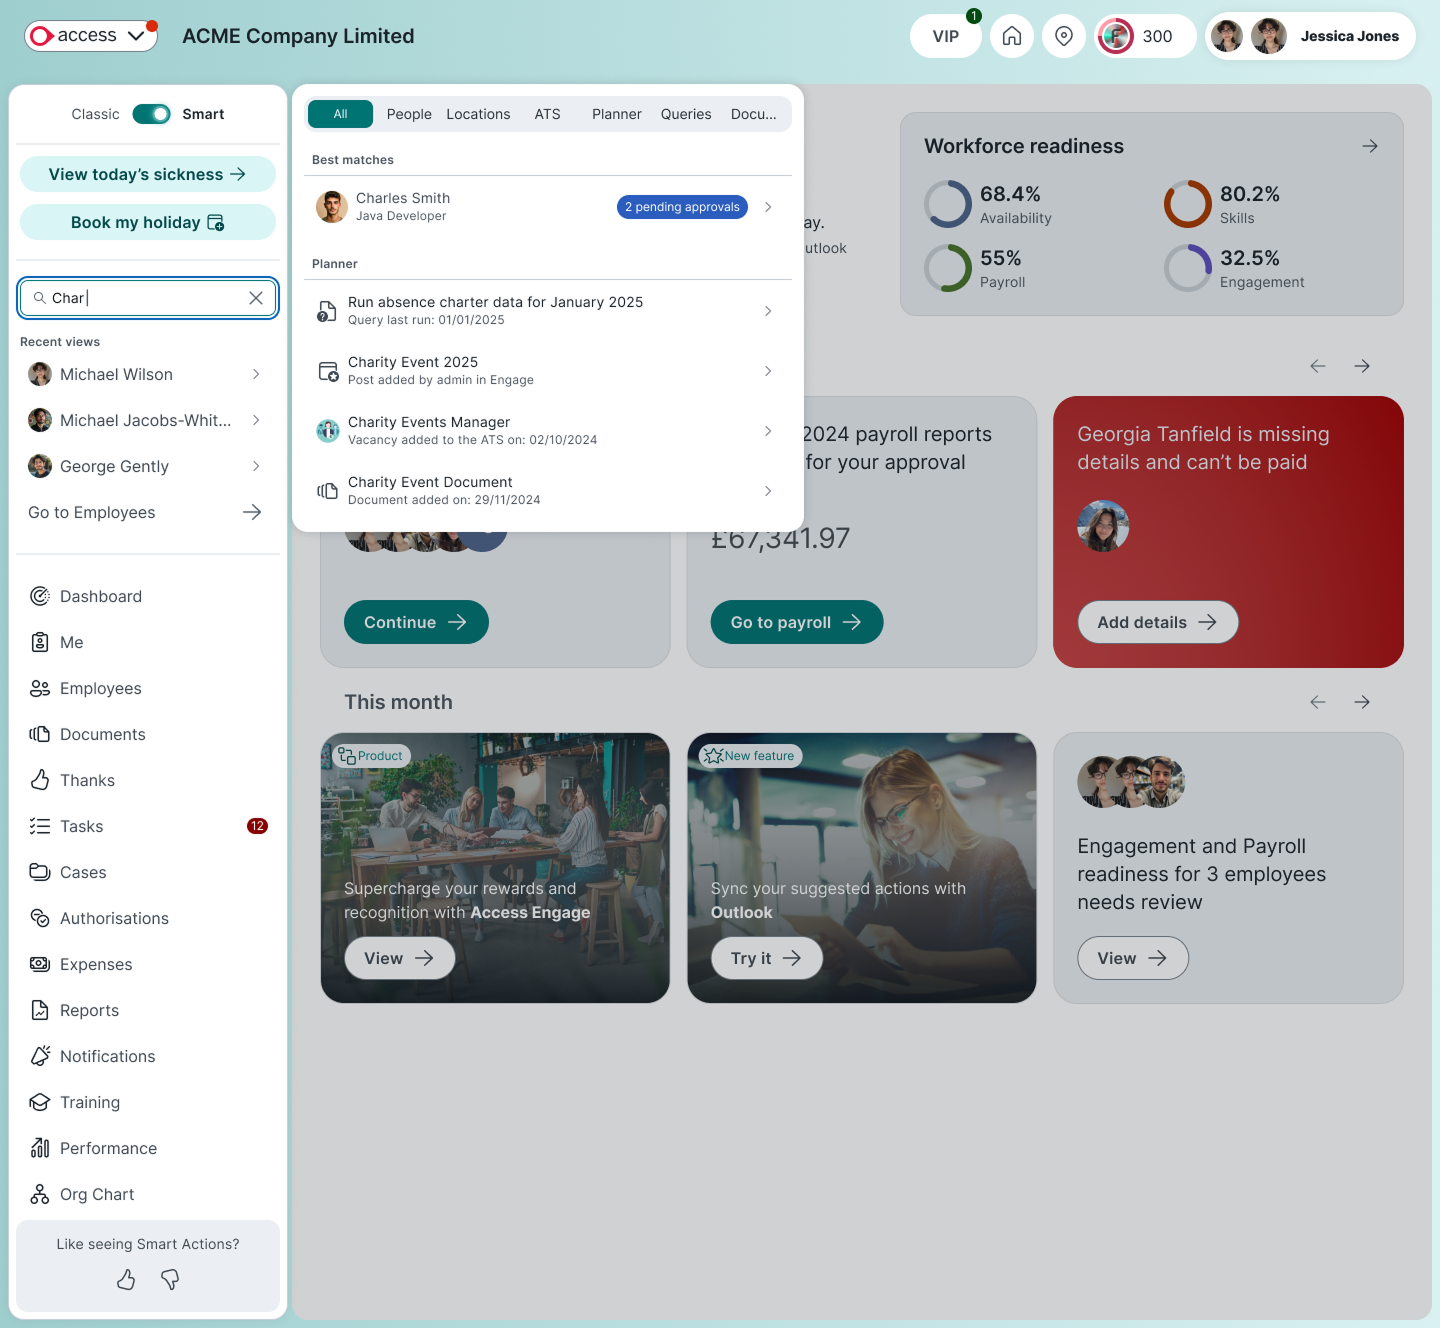 access
ACME Company Limited
VIP
1
300
Jessica Jones
Classic
Smart
View today’s sickness
Book my holiday
Char
Recent views
Michael Wilson
Michael Jacobs-Whit...
George Gently
Go to Employees
Dashboard
Me
Employees
Documents
Thanks
Tasks
12
Cases
Authorisations
Expenses
Reports
Notifications
Training
Performance
Org Chart
Like seeing Smart Actions?
All
People
Locations
ATS
Planner
Queries
Docu...
Best matches
Charles Smith
Java Developer
2 pending approvals
Planner
Run absence charter data for January 2025
Query last run: 01/01/2025
Charity Event 2025
Post added by admin in Engage
Charity Events Manager
Vacancy added to the ATS on: 02/10/2024
Charity Event Document
Document added on: 29/11/2024
ay.
utlook
Workforce readiness
68.4%
Availability
80.2%
Skills
55%
Payroll
32.5%
Engagement
Continue
2024 payroll reports
for your approval
£67,341.97
Go to payroll
Georgia Tanfield is missing
details and can’t be paid
Add details
This month
Product
Supercharge your rewards and
recognition with Access Engage
View
New feature
Sync your suggested actions with
Outlook
Try it
Engagement and Payroll
readiness for 3 employees
needs review
View